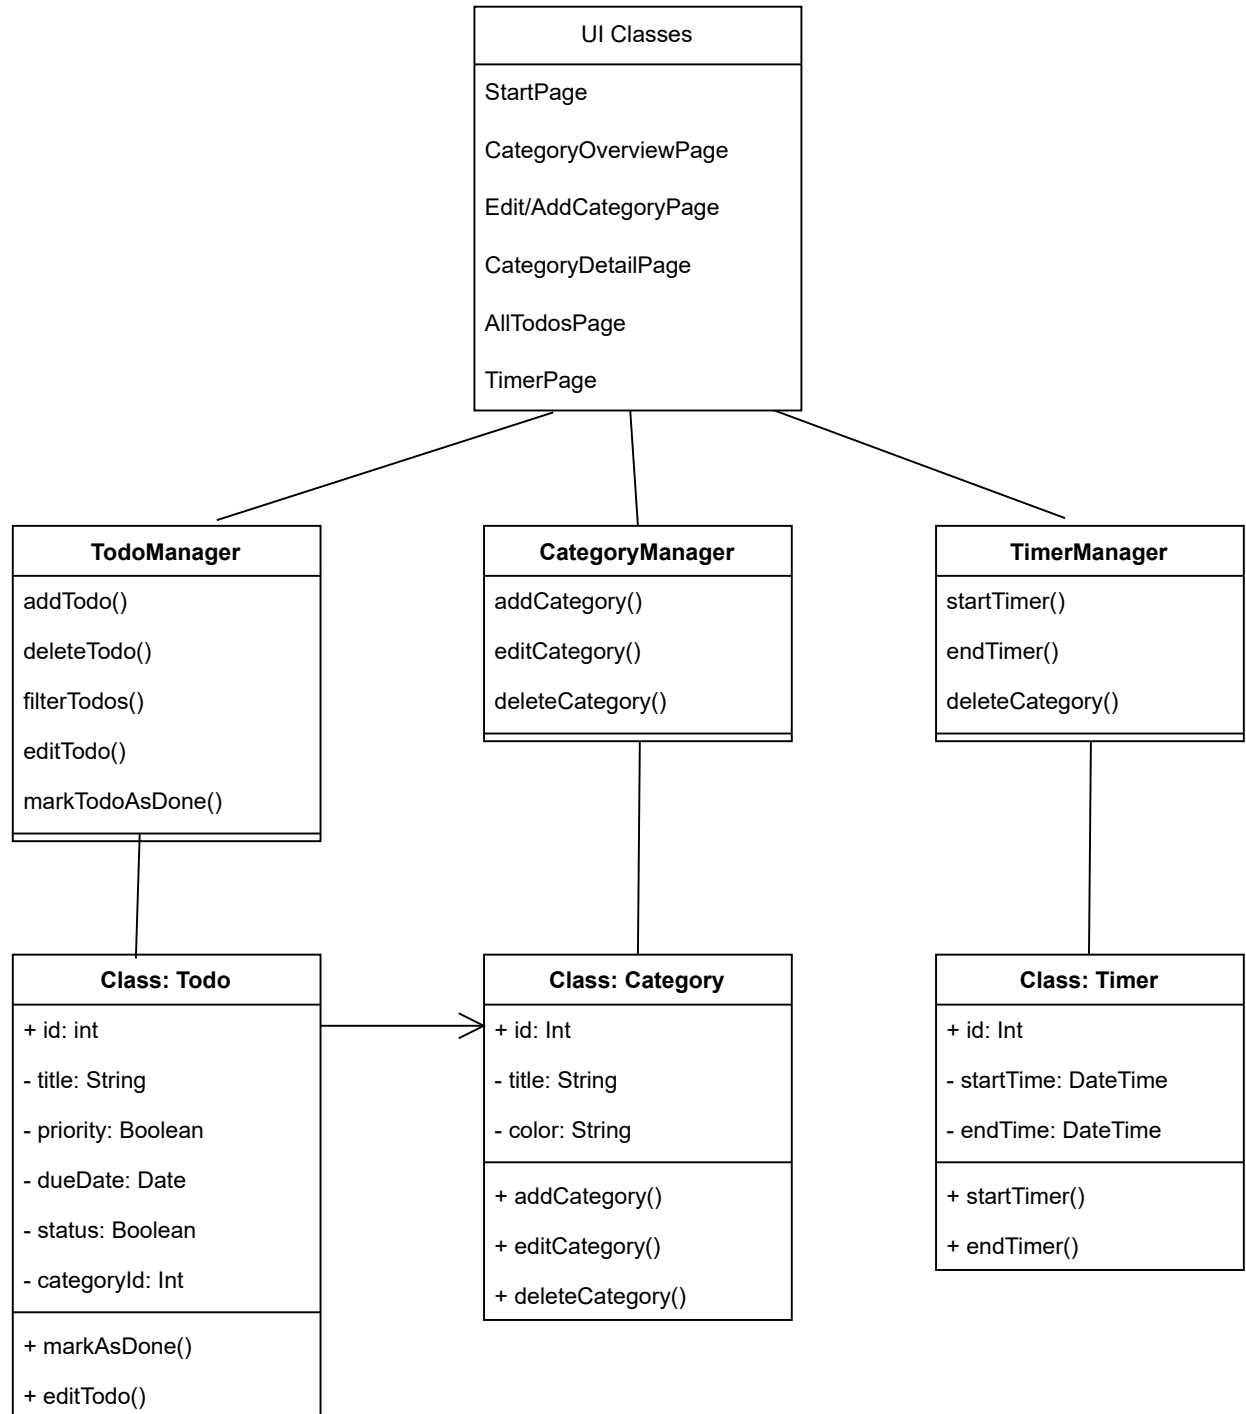 UI Classes
StartPage
CategoryOverviewPage
Edit/AddCategoryPage
CategoryDetailPage
AllTodosPage
TimerPage
TodoManager
addTodo()
deleteTodo()
filterTodos()
editTodo()
markTodoAsDone()
CategoryManager
addCategory()
editCategory()
deleteCategory()
TimerManager
startTimer()
endTimer()
deleteCategory()
Class: Todo
+ id: int
- title: String
- priority: Boolean
- dueDate: Date
- status: Boolean
- categoryId: Int
+ markAsDone()
+ editTodo()
Class: Category
+ id: Int
- title: String
- color: String
+ addCategory()
+ editCategory()
+ deleteCategory()
Class: Timer
+ id: Int
- startTime: DateTime
- endTime: DateTime
+ startTimer()
+ endTimer()